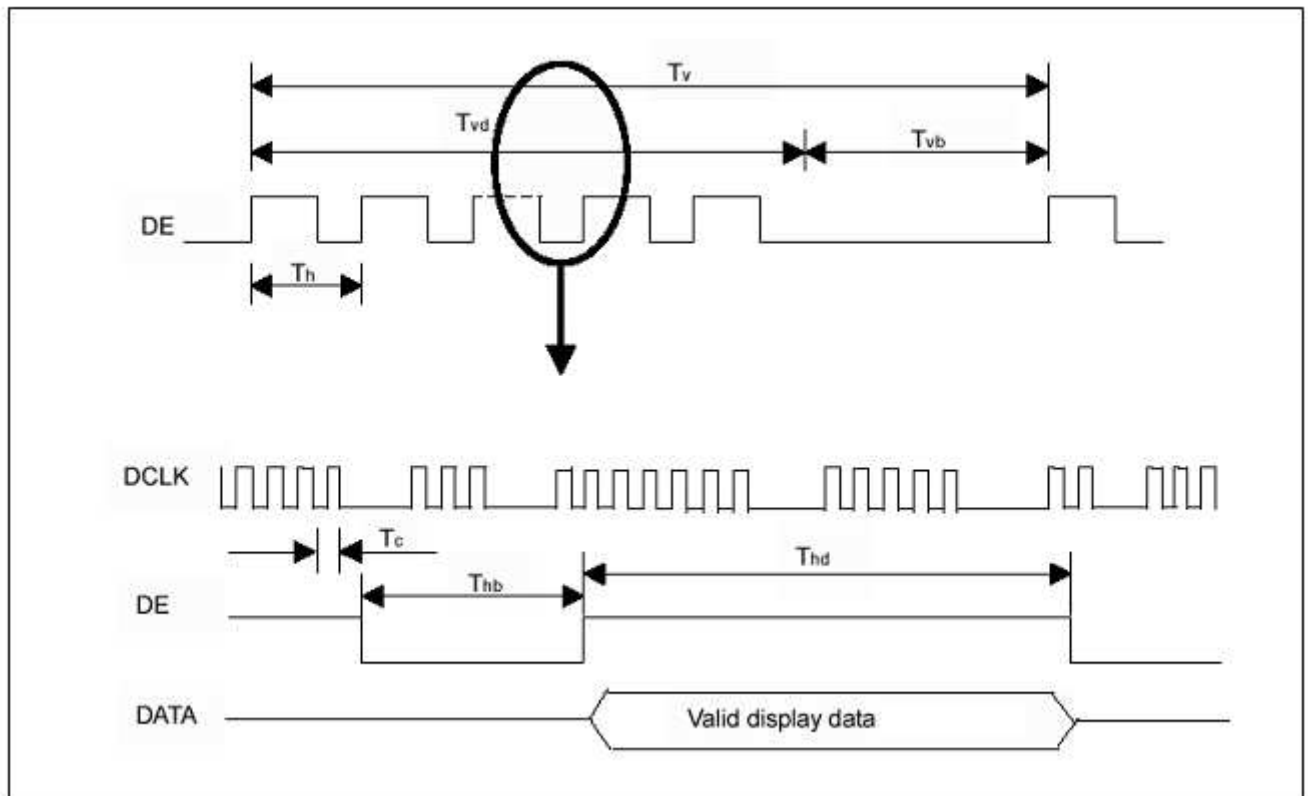 Tv
Tvd
Tvb
DE
Th
DCLK
Tc
Thd
Thb
DE
DATA
Valid display data